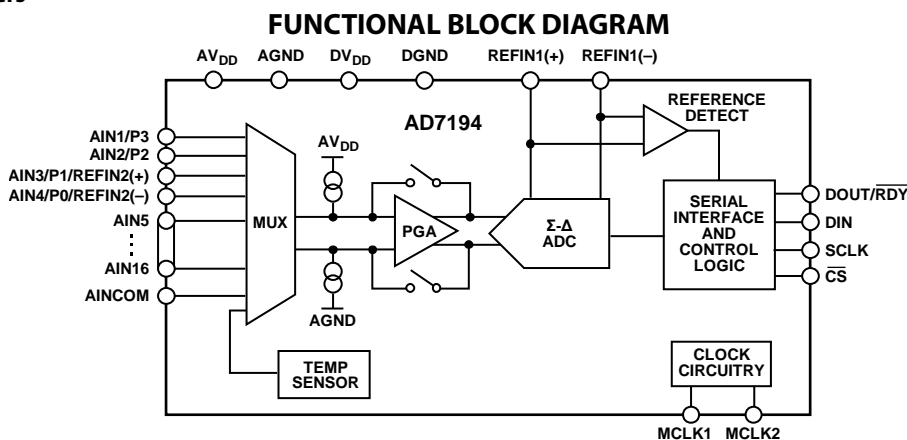 FUNCTIONAL BLOCK DIAGRAM
AVDD AGND DVDD DGND REFIN1(+) REFIN1(–)
REFERENCE
DETECT
AD7194
AIN1/P3
AIN2/P2
AIN3/P1/REFIN2(+)
AIN4/P0/REFIN2(–)
AIN5
AIN16
AINCOM
MUX
AVDD
AGND
PGA
Σ-Δ
ADC
SERIAL
INTERFACE
AND
CONTROL
LOGIC
DOUT/RDY
DIN
SCLK
CS
TEMP
SENSOR
CLOCK
CIRCUITRY
MCLK1 MCLK2